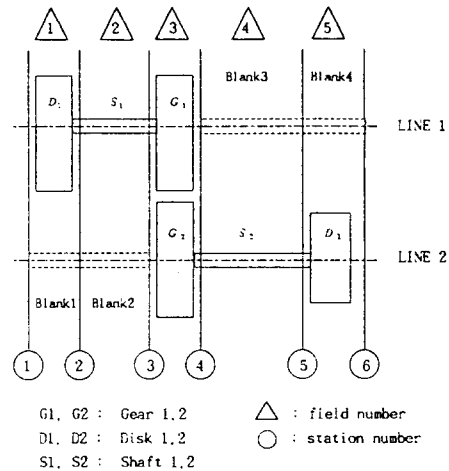 1 2 3 4 5
Blank3 Blank4
D₁ S₁ G₁
LINE 1
G₂ S₂ D₂
LINE 2
Blank1 Blank2
1 2 3 4 5 6
G1, G2 : Gear 1,2
△ : field number
D1, D2 : Disk 1,2
○ : station number
S1, S2 : Shaft 1,2